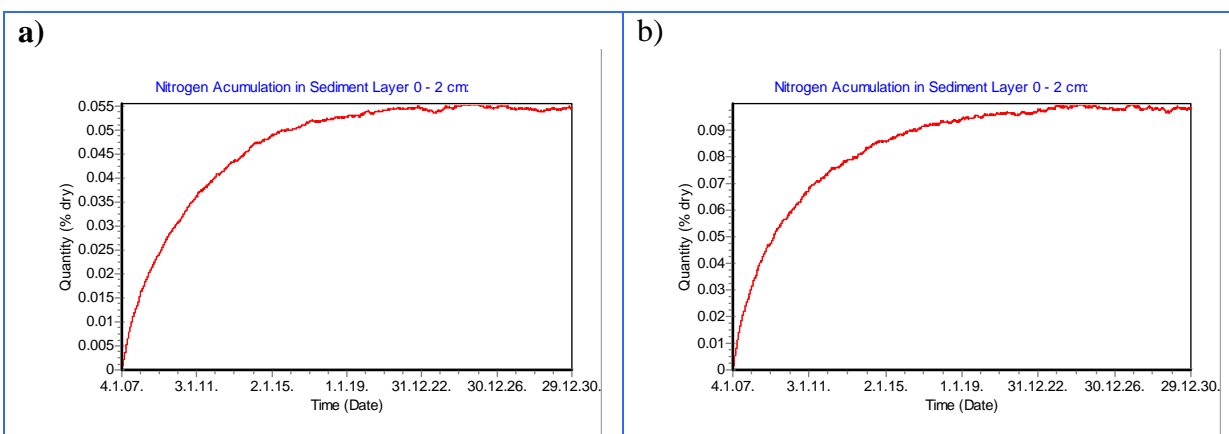 a)
Nitrogen Acumulation in Sediment Layer 0 - 2 cm:
Quantity (% dry)
0.055
0.05
0.045
0.04
0.035
0.03
0.025
0.02
0.015
0.01
0.005
0
4.1.07. 3.1.11. 2.1.15. 1.1.19. 31.12.22. 30.12.26. 29.12.30.
Time (Date)
b)
Nitrogen Acumulation in Sediment Layer 0 - 2 cm:
Quantity (% dry)
0.09
0.08
0.07
0.06
0.05
0.04
0.03
0.02
0.01
0
4.1.07. 3.1.11. 2.1.15. 1.1.19. 31.12.22. 30.12.26. 29.12.30.
Time (Date)